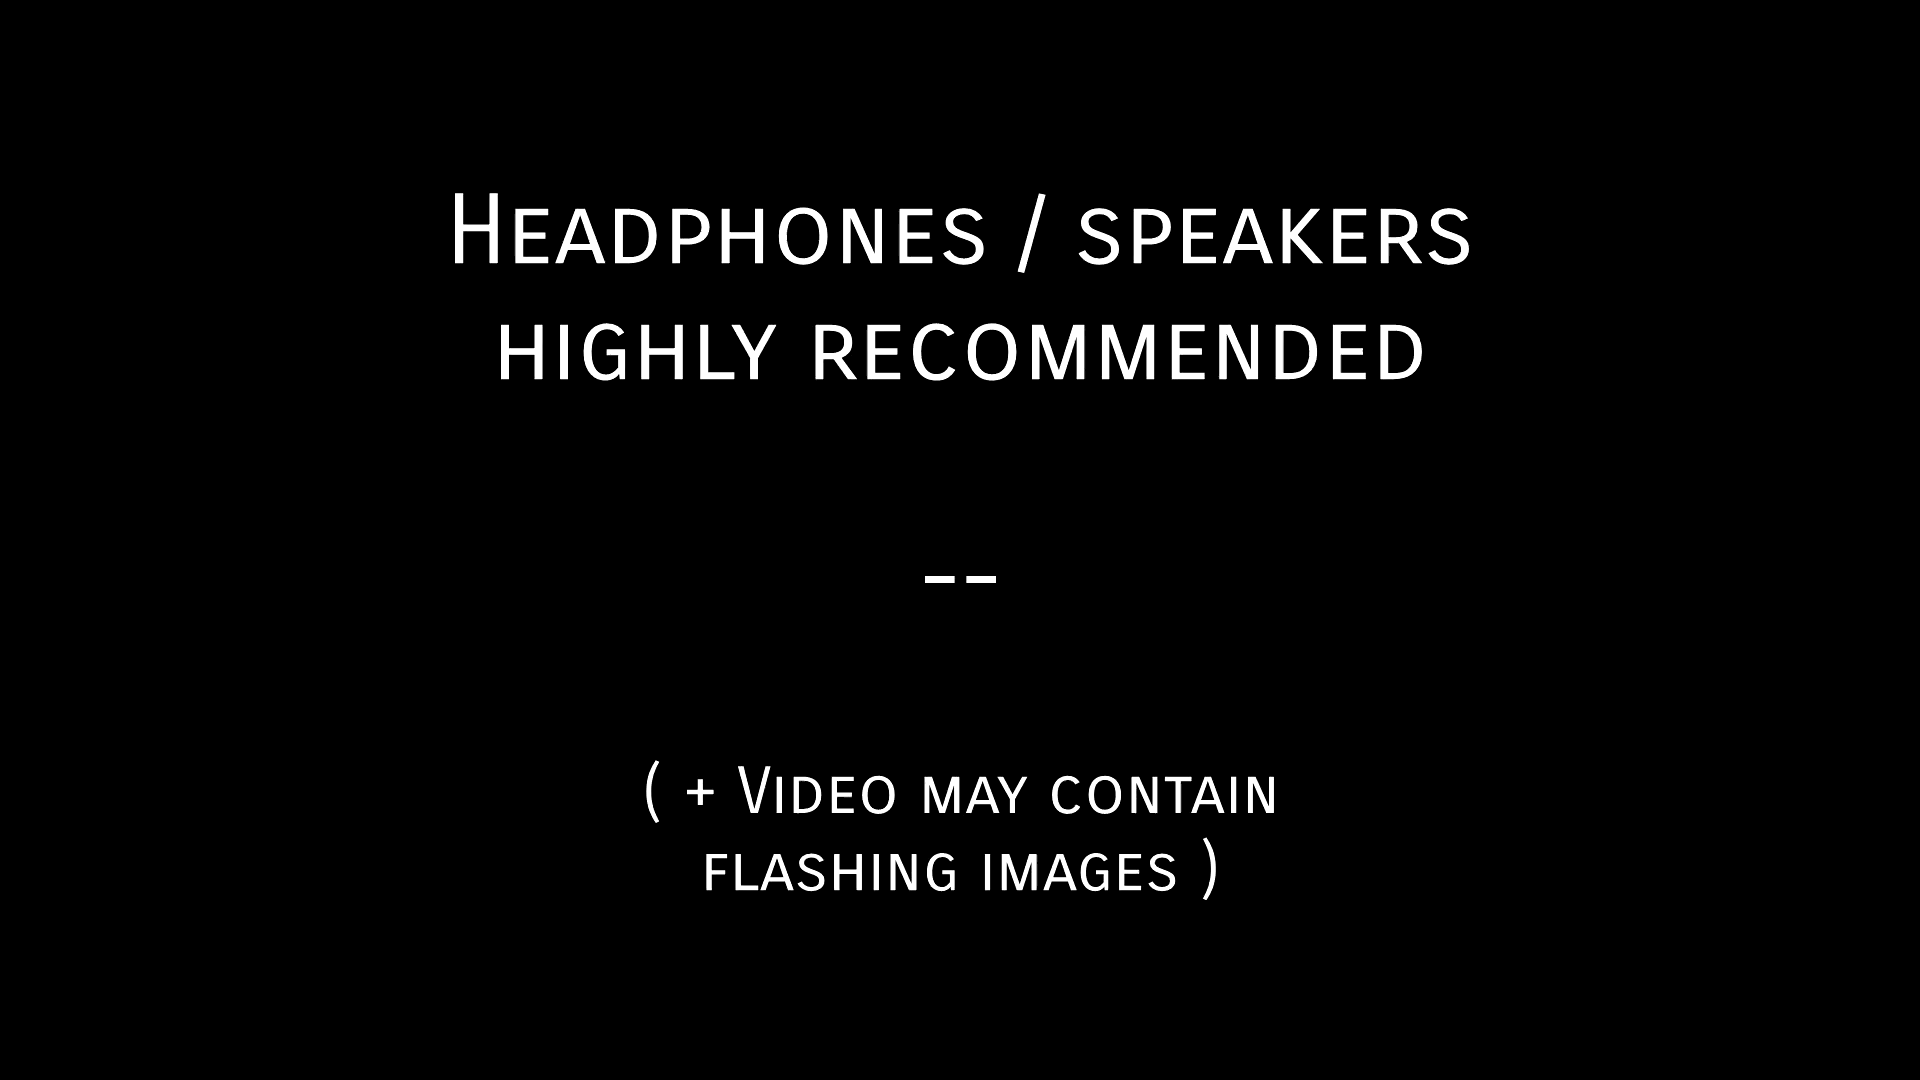 Headphones / speakers
highly recommended
--
( + Video may contain
flashing images )